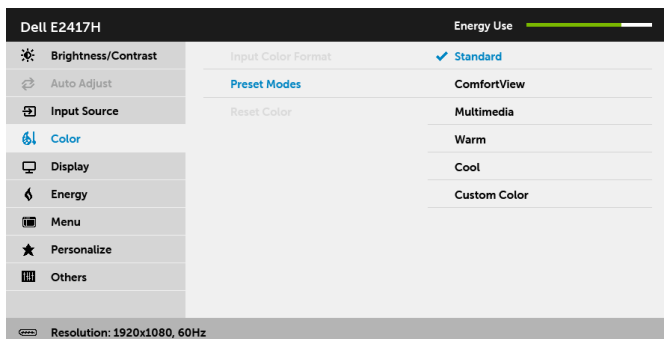 Dell E2417H
Energy Use
Brightness/Contrast
Input Color Format
Standard
Auto Adjust
Preset Modes
ComfortView
Input Source
Reset Color
Multimedia
Color
Warm
Display
Cool
Energy
Custom Color
Menu
Personalize
Others
Resolution: 1920x1080, 60Hz